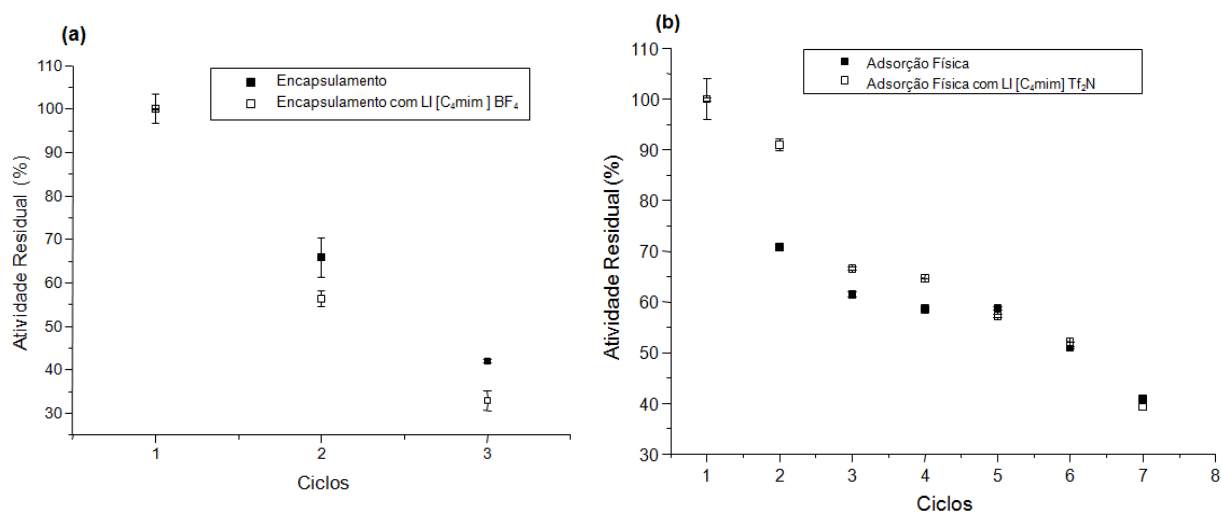 (a)
Encapsulamento
Encapsulamento com LI [C₄mim ] BF₄
110
100
90
80
70
60
50
40
30
Atividade Residual (%)
1
2
3
Ciclos
(b)
Adsorção Física
Adsorção Física com LI [C₄mim] Tf₂N
110
100
90
80
70
60
50
40
30
Atividade Residual (%)
1
2
3
4
5
6
7
8
Ciclos